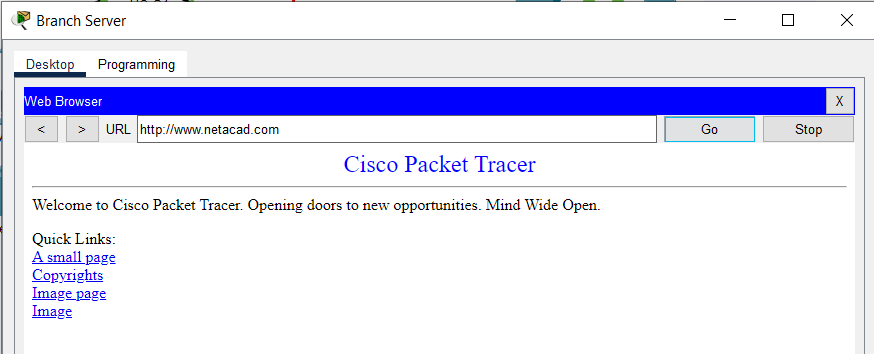 Branch Server
Desktop Programming
Web Browser X
< > URL http://www.netacad.com Go Stop
Cisco Packet Tracer
Welcome to Cisco Packet Tracer. Opening doors to new opportunities. Mind Wide Open.
Quick Links:
A small page
Copyrights
Image page
Image